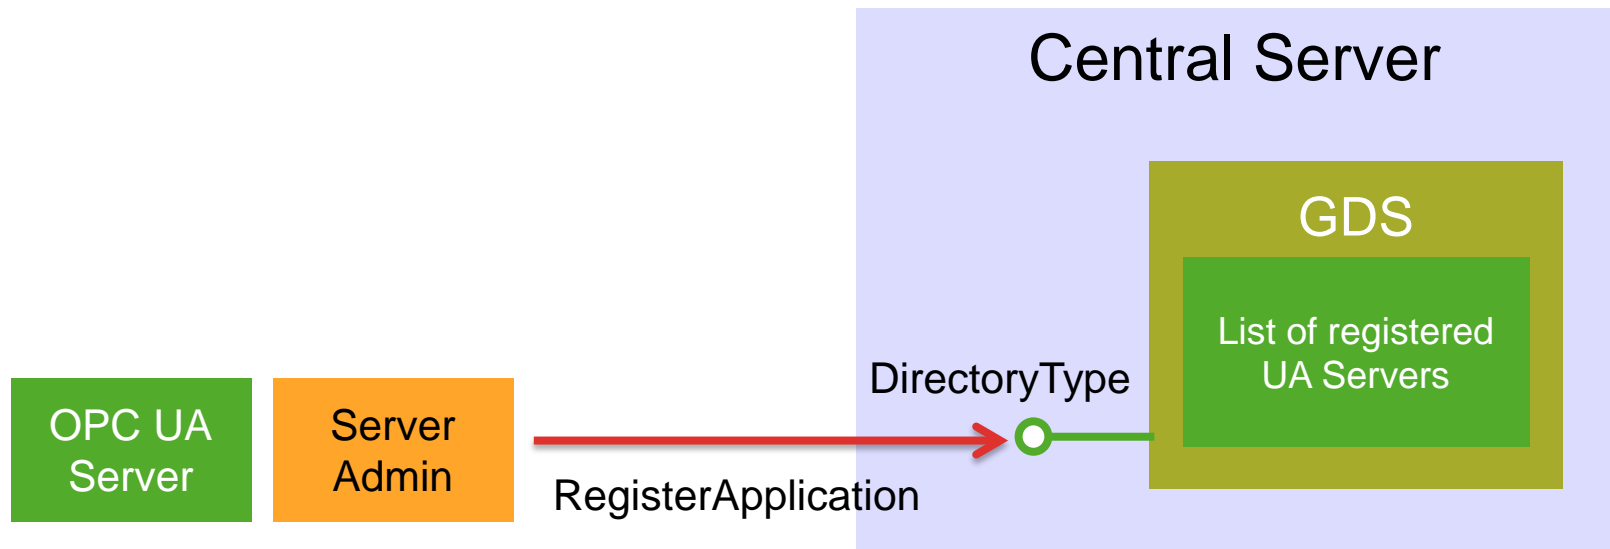 Central Server
GDS
List of registered
UA Servers
DirectoryType
OPC UA
Server
Server
Admin
RegisterApplication